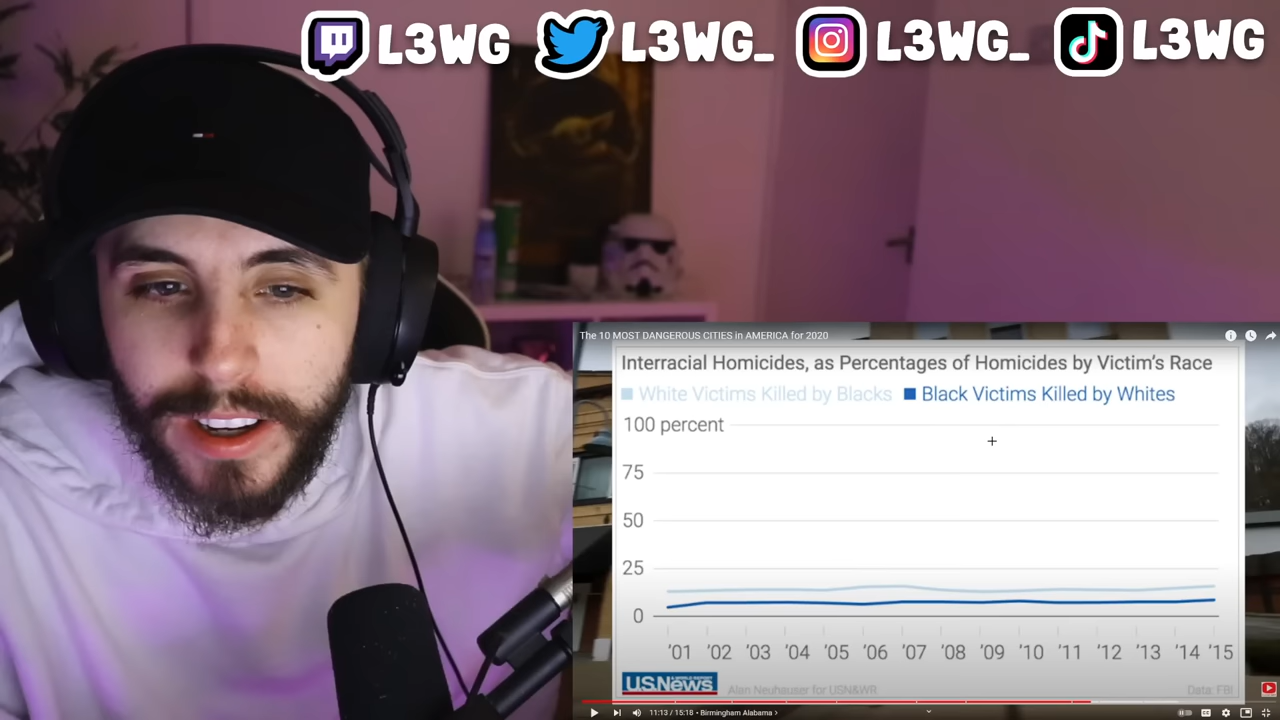 L3WG L3WG_ L3WG_ L3WG
The 10 MOST DANGEROUS CITIES in AMERICA for 2020
Interracial Homicides, as Percentages of Homicides by Victim's Race
White Victims Killed by Blacks Black Victims Killed by Whites
100 percent
75
50
25
0
'01 '02 '03 '04 '05 '06 '07 '08 '09 '10 '11 '12 '13 '14 '15
U.S.News Alan Neuhauser for USN&WR Data: FBI
11:13 / 15:18 • Birmingham Alabama >